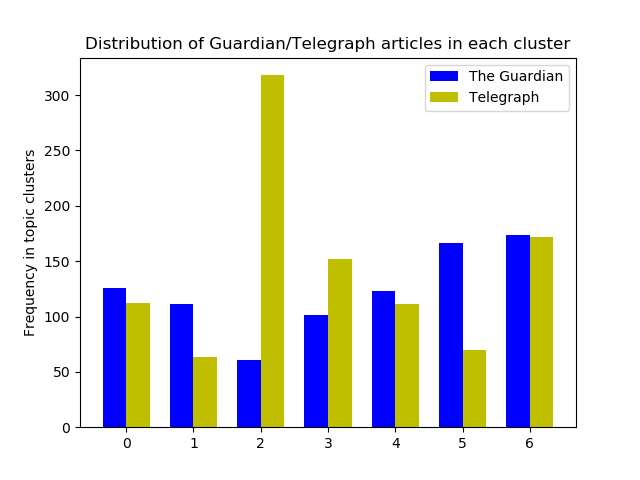 Distribution of Guardian/Telegraph articles in each cluster
The Guardian
Telegraph
Frequency in topic clusters
300
250
200
150
100
50
0
0 1 2 3 4 5 6